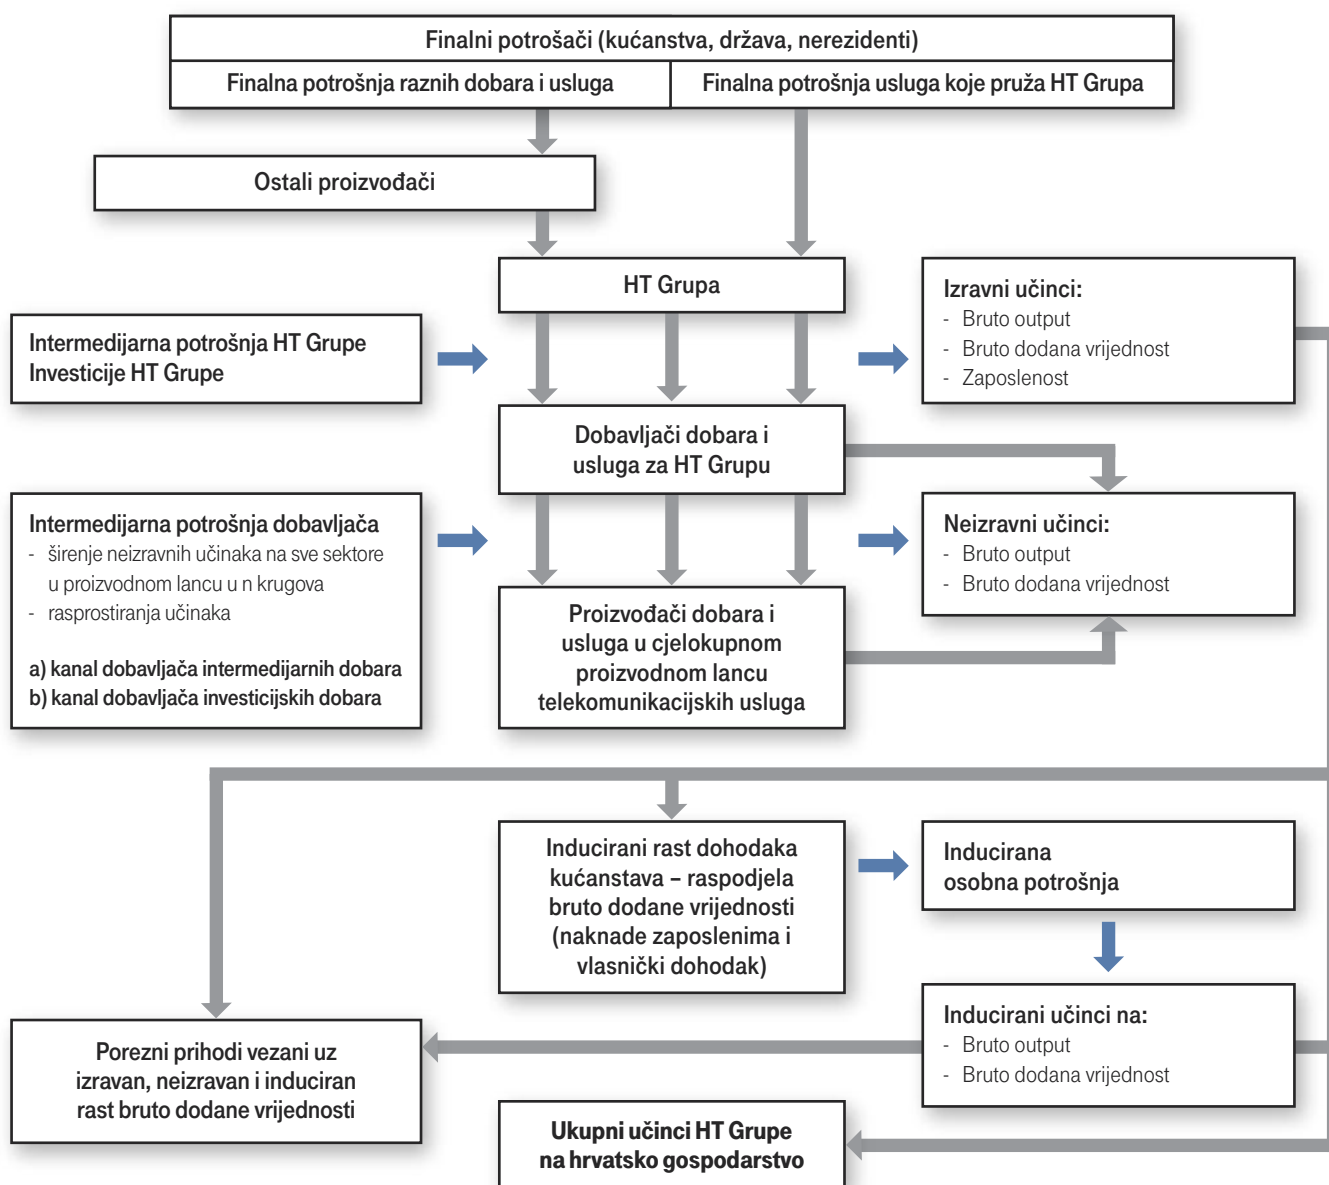 Finalni potrošači (kućanstva, država, nerezidenti)
Finalna potrošnja raznih dobara i usluga
Finalna potrošnja usluga koje pruža HT Grupa
Ostali proizvođači
HT Grupa
Intermedijarna potrošnja HT Grupe
Investicije HT Grupe
Izravni učinci:
- Bruto output
- Bruto dodana vrijednost
- Zaposlenost
Dobavljači dobara i
usluga za HT Grupu
Intermedijarna potrošnja dobavljača
- širenje neizravnih učinaka na sve sektore
u proizvodnom lancu u n krugova
- rasprostiranja učinaka
a) kanal dobavljača intermedijarnih dobara
b) kanal dobavljača investicijskih dobara
Neizravni učinci:
- Bruto output
- Bruto dodana vrijednost
Proizvođači dobara i
usluga u cjelokupnom
proizvodnom lancu
telekomunikacijskih usluga
Inducirani rast dohodaka
kućanstava – raspodjela
bruto dodane vrijednosti
(naknade zaposlenima i
vlasnički dohodak)
Inducirana
osobna potrošnja
Inducirani učinci na:
- Bruto output
- Bruto dodana vrijednost
Porezni prihodi vezani uz
izravan, neizravan i induciran
rast bruto dodane vrijednosti
Ukupni učinci HT Grupe
na hrvatsko gospodarstvo